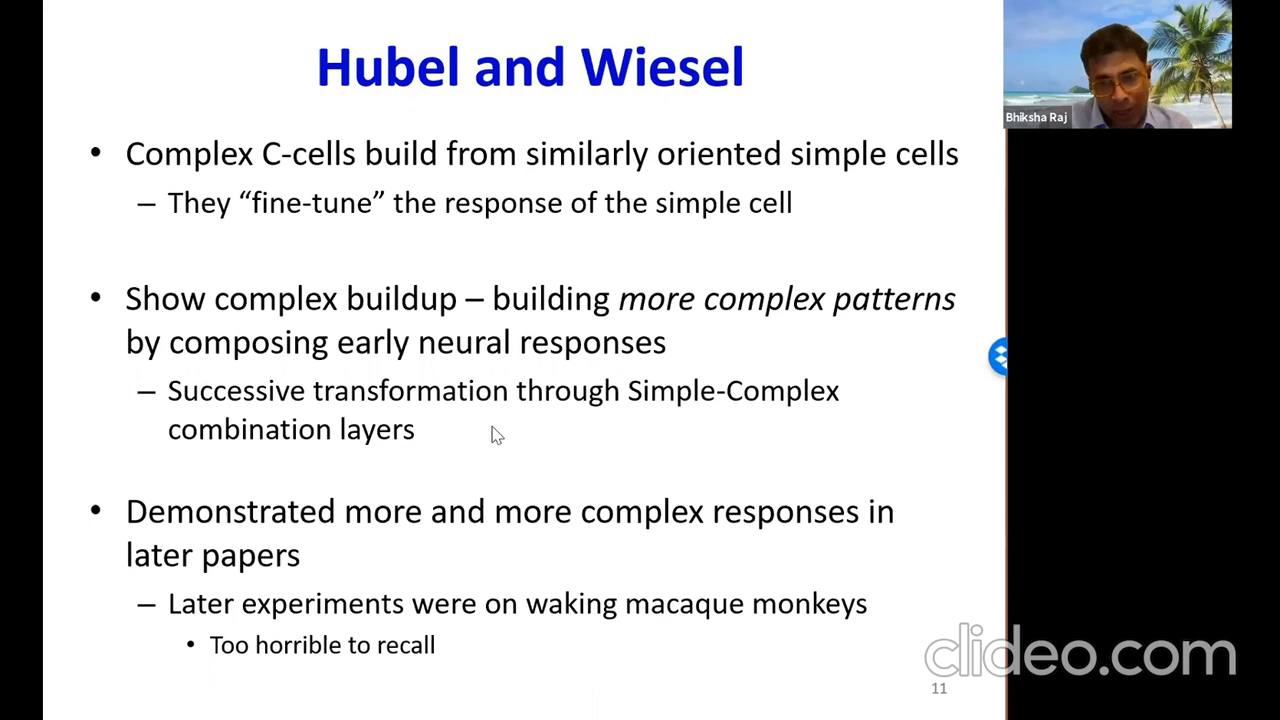 Hubel and Wiesel
Bhiksha Raj
• Complex C-cells build from similarly oriented simple cells
– They “fine-tune” the response of the simple cell
• Show complex buildup – building more complex patterns
by composing early neural responses
– Successive transformation through Simple-Complex
combination layers
• Demonstrated more and more complex responses in
later papers
– Later experiments were on waking macaque monkeys
• Too horrible to recall
clideo.com
11